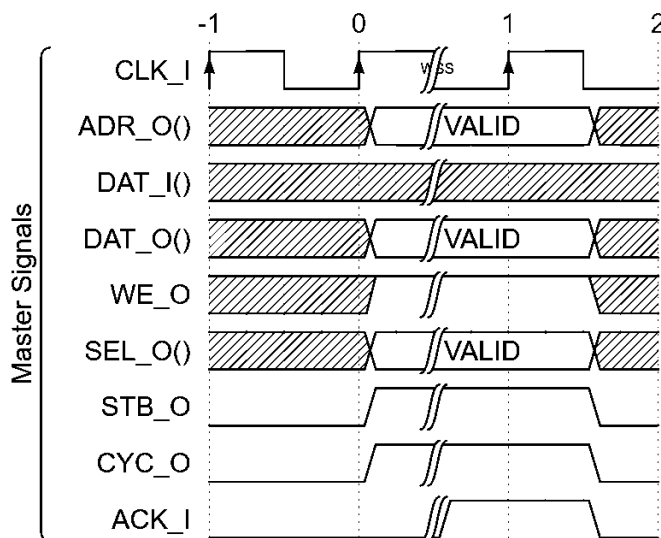 -1 0 1 2
CLK_I
WSS
ADR_O()
VALID
DAT_I()
DAT_O()
VALID
WE_O
SEL_O()
VALID
STB_O
CYC_O
ACK_I
Master Signals